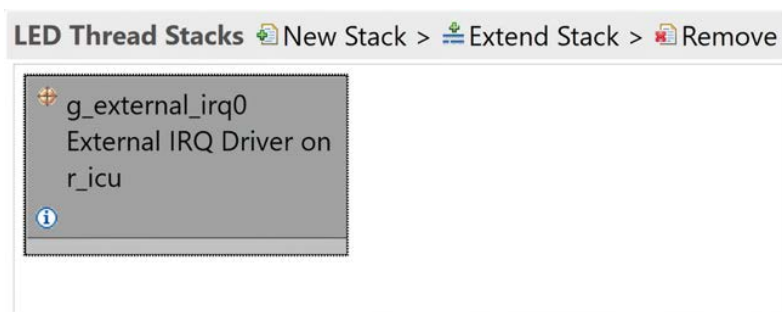 LED Thread Stacks New Stack > Extend Stack > Remove
g_external_irq0
External IRQ Driver on
r_icu